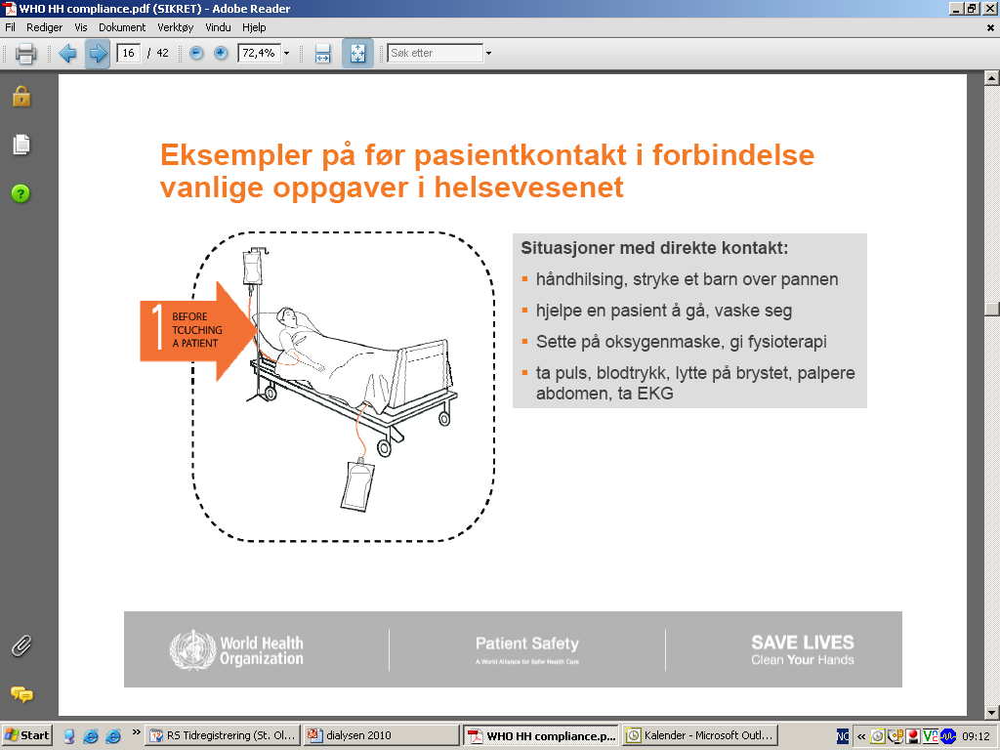 WHO HH compliance.pdf (SIKRET) - Adobe Reader
Fil Rediger Vis Dokument Verktøy Vindu Hjelp
16 / 42 72,4% Søk etter
Eksempler på før pasientkontakt i forbindelse
vanlige oppgaver i helsevesenet
1 BEFORE
TOUCHING
A PATIENT
Situasjoner med direkte kontakt:
håndhilsing, stryke et barn over pannen
hjelpe en pasient å gå, vaske seg
Sette på oksygenmaske, gi fysioterapi
ta puls, blodtrykk, lytte på brystet, palpere
abdomen, ta EKG
World Health
Organization
Patient Safety
A World Alliance for Safer Health Care
SAVE LIVES
Clean Your Hands
Start » RS Tidregistrering (St. Ol... dialysen 2010 WHO HH compliance.p... Kalender - Microsoft Outl... NO « 09:12